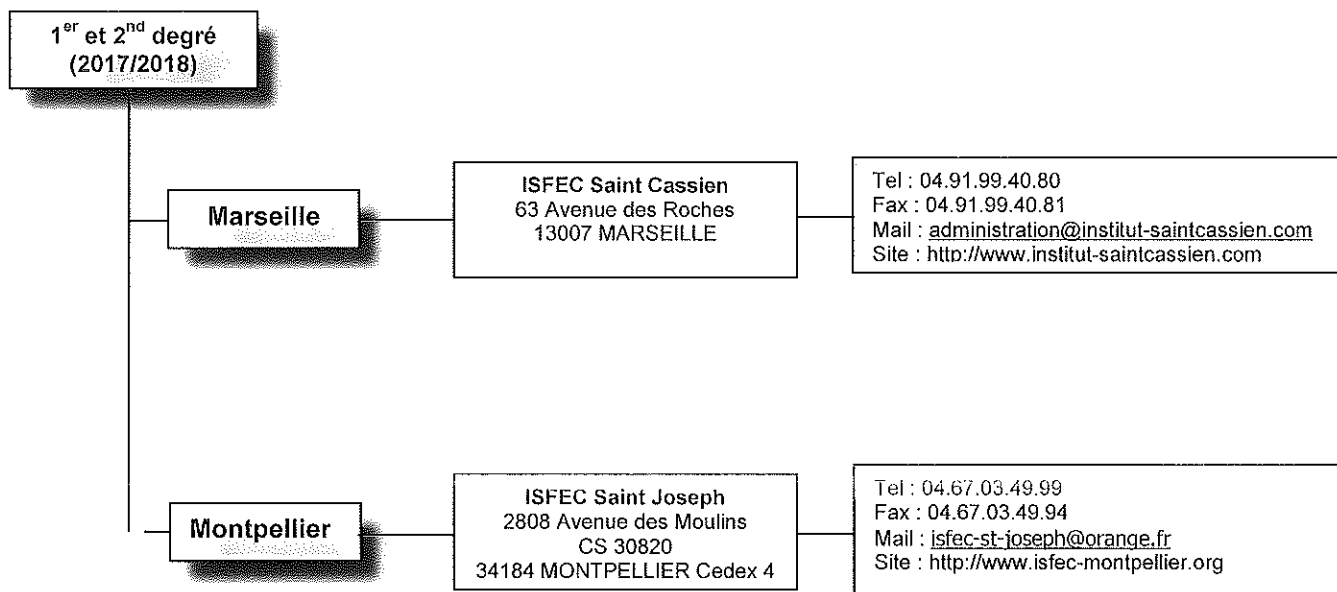 1er et 2nd degré
(2017/2018)
Marseille
ISFEC Saint Cassien
63 Avenue des Roches
13007 MARSEILLE
Tel : 04.91.99.40.80
Fax : 04.91.99.40.81
Mail : administration@institut-saintcassien.com
Site : http://www.institut-saintcassien.com
Montpellier
ISFEC Saint Joseph
2808 Avenue des Moulins
CS 30820
34184 MONTPELLIER Cedex 4
Tel : 04.67.03.49.99
Fax : 04.67.03.49.94
Mail : isfec-st-joseph@orange.fr
Site : http://www.isfec-montpellier.org